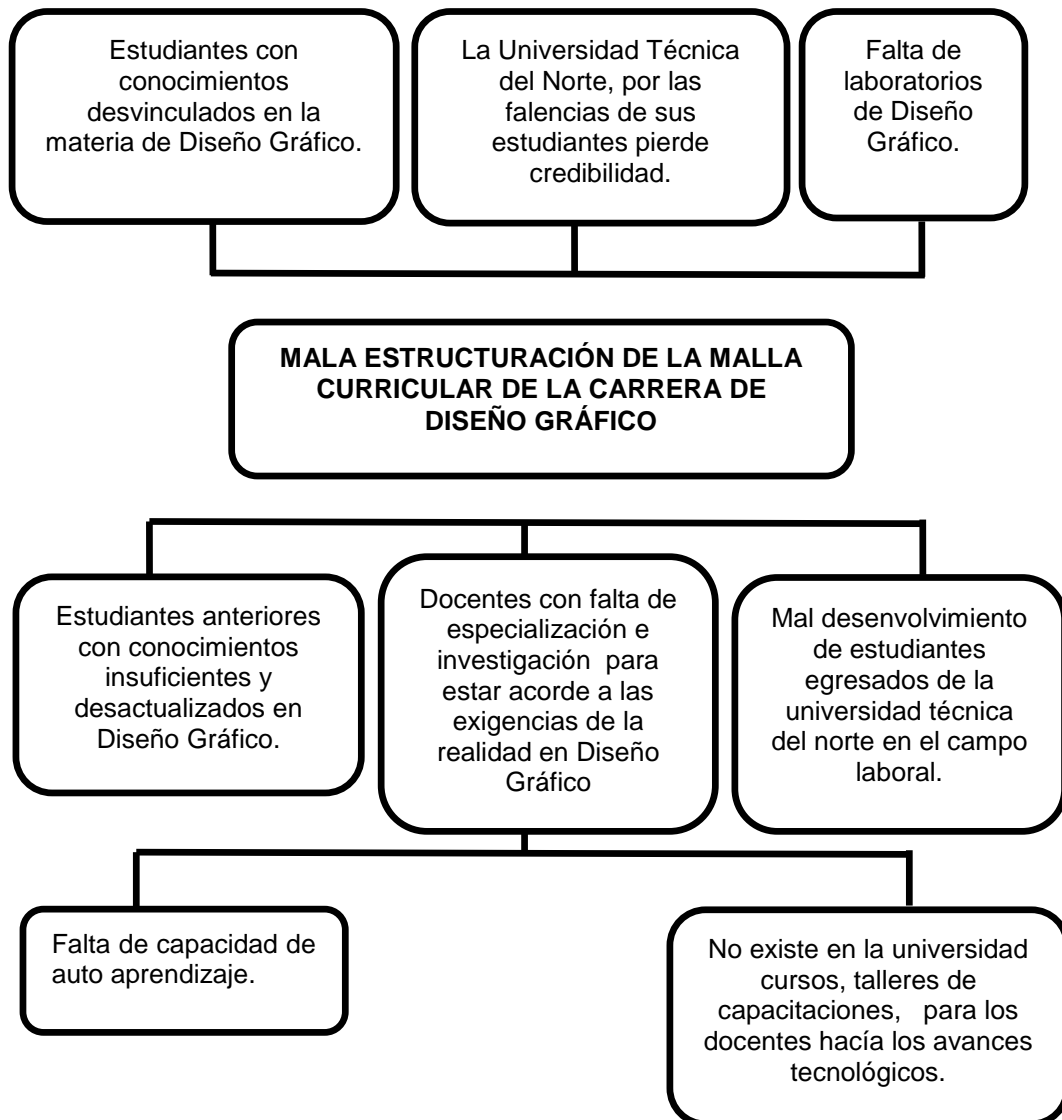 Estudiantes con
conocimientos
desvinculados en la
materia de Diseño Gráfico.
La Universidad Técnica
del Norte, por las
falencias de sus
estudiantes pierde
credibilidad.
Falta de
laboratorios
de Diseño
Gráfico.
MALA ESTRUCTURACIÓN DE LA MALLA
CURRICULAR DE LA CARRERA DE
DISEÑO GRÁFICO
Estudiantes anteriores
con conocimientos
insuficientes y
desactualizados en
Diseño Gráfico.
Docentes con falta de
especialización e
investigación para
estar acorde a las
exigencias de la
realidad en Diseño
Gráfico
Mal desenvolvimiento
de estudiantes
egresados de la
universidad técnica
del norte en el campo
laboral.
Falta de capacidad de
auto aprendizaje.
No existe en la universidad
cursos, talleres de
capacitaciones, para los
docentes hacía los avances
tecnológicos.